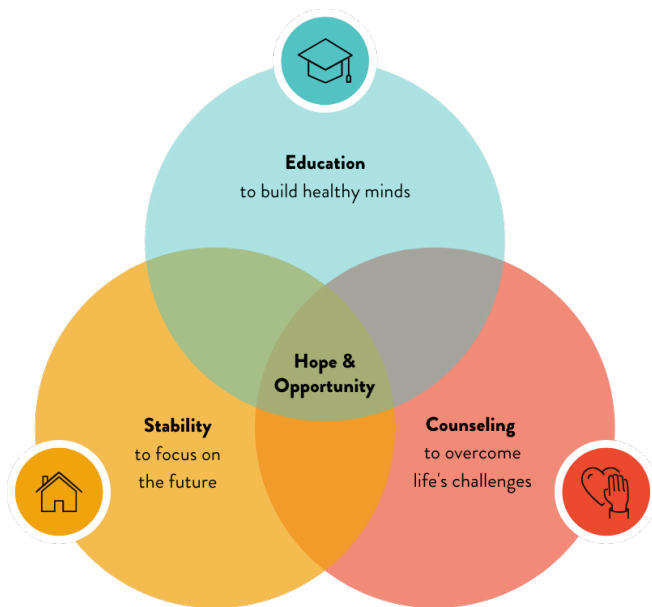 Education
to build healthy minds
Hope &
Opportunity
Stability
to focus on
the future
Counseling
to overcome
life's challenges